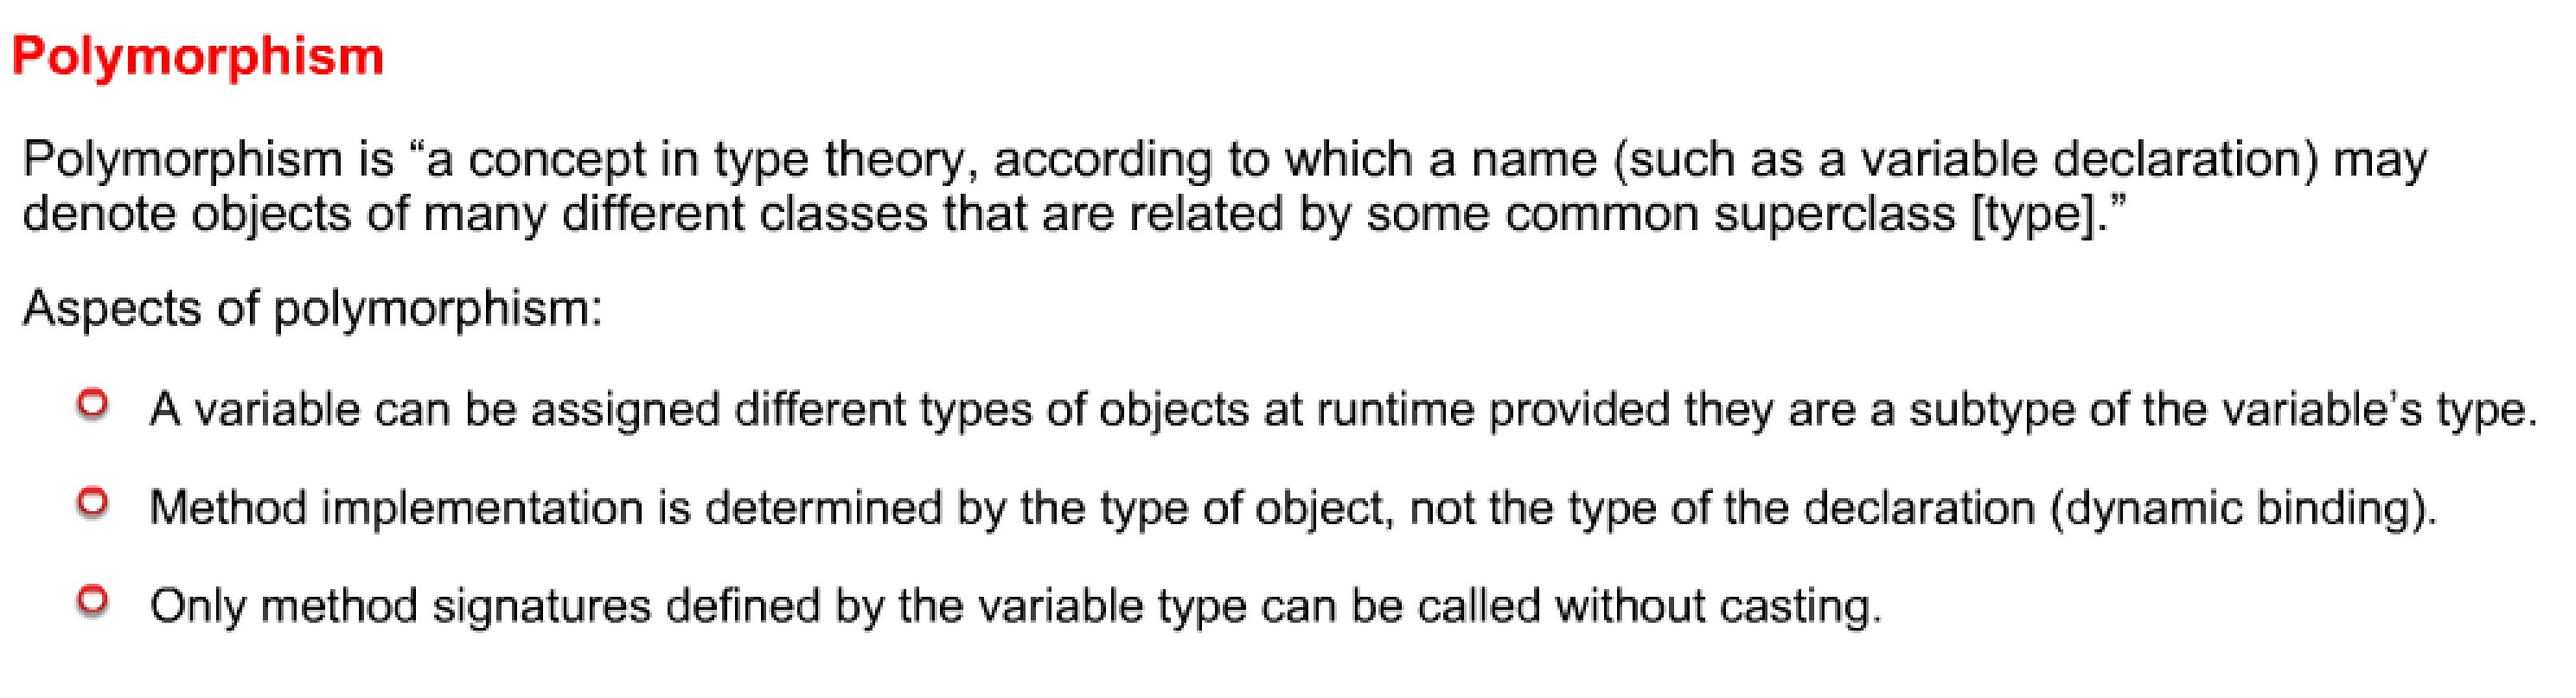 Polymorphism
Polymorphism is “a concept in type theory, according to which a name (such as a variable declaration) may
denote objects of many different classes that are related by some common superclass [type].”
Aspects of polymorphism:
A variable can be assigned different types of objects at runtime provided they are a subtype of the variable’s type.
Method implementation is determined by the type of object, not the type of the declaration (dynamic binding).
Only method signatures defined by the variable type can be called without casting.